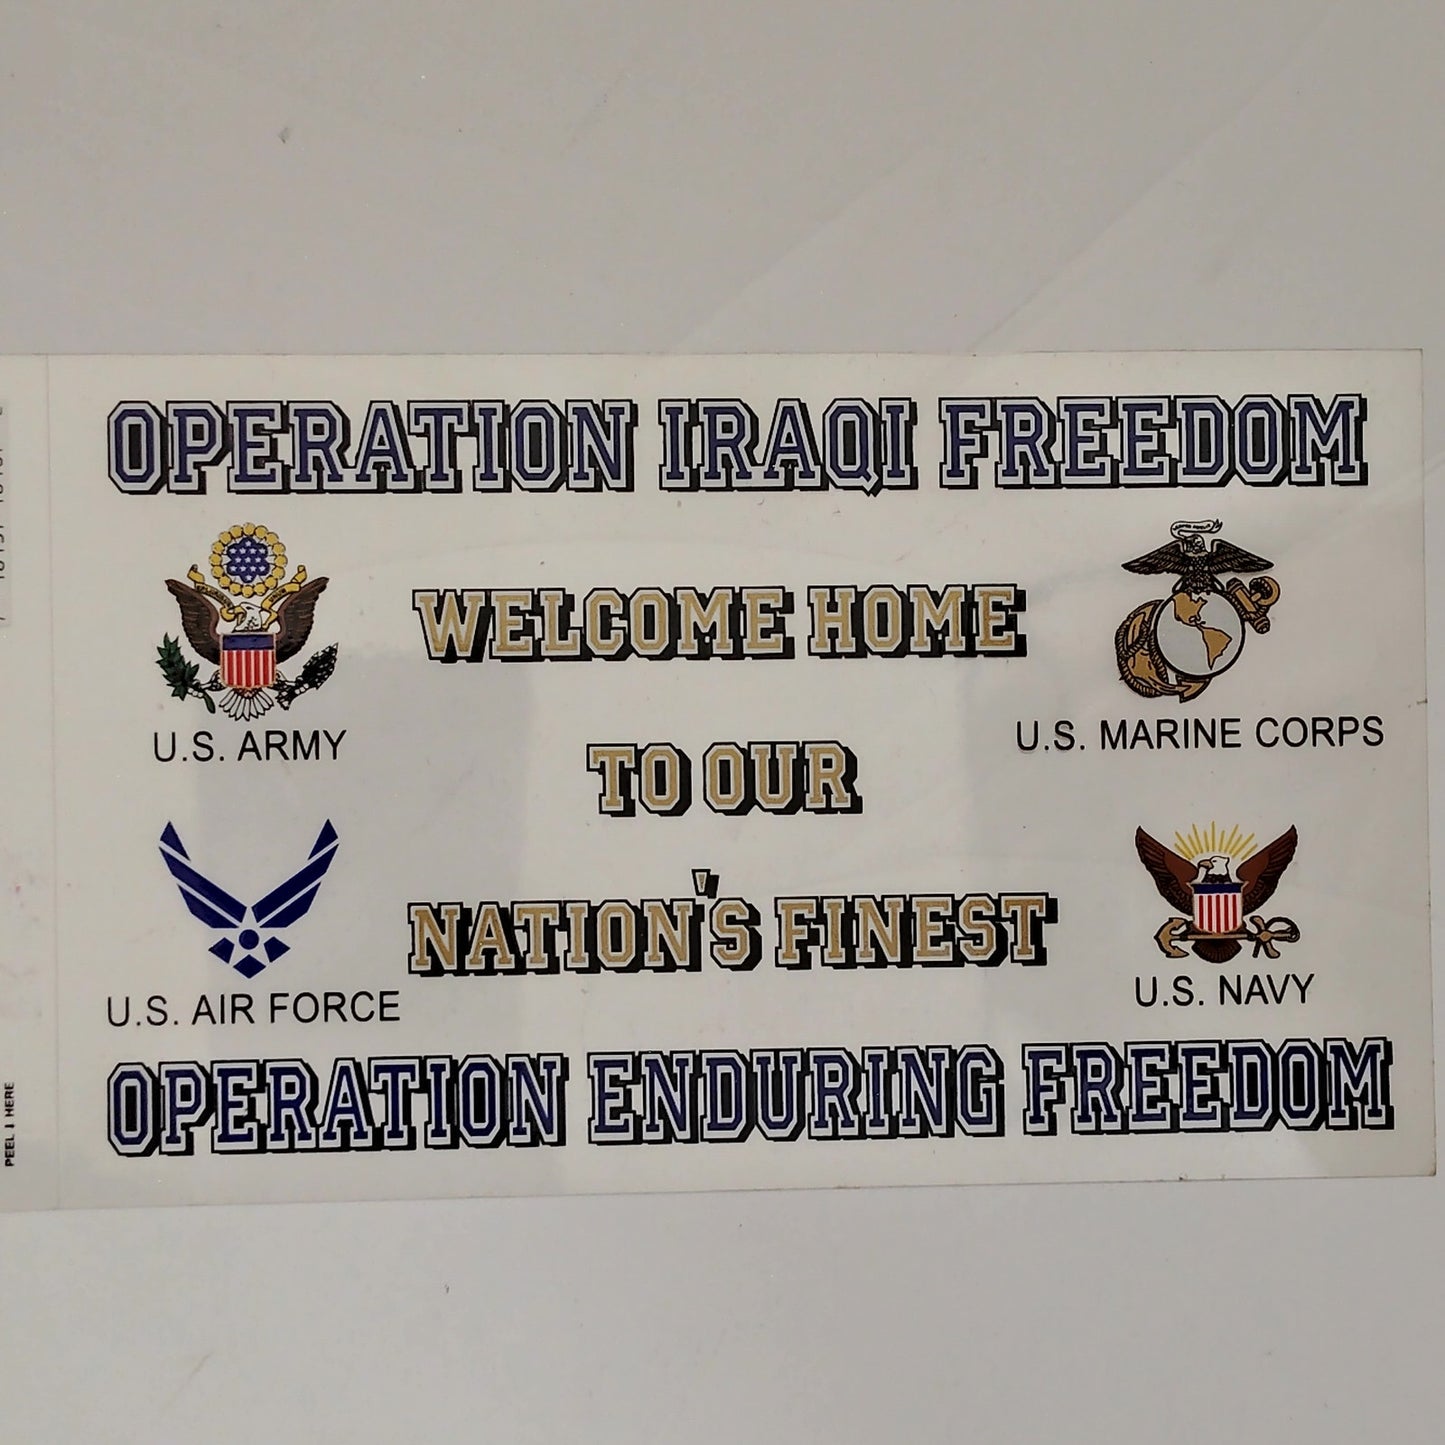 OPERATION IRAQI FREEDOM
WELCOME HOME
U.S. ARMY
U.S. MARINE CORPS
TO OUR
NATION'S FINEST
U.S. AIR FORCE
U.S. NAVY
OPERATION ENDURING FREEDOM
PEEL HERE